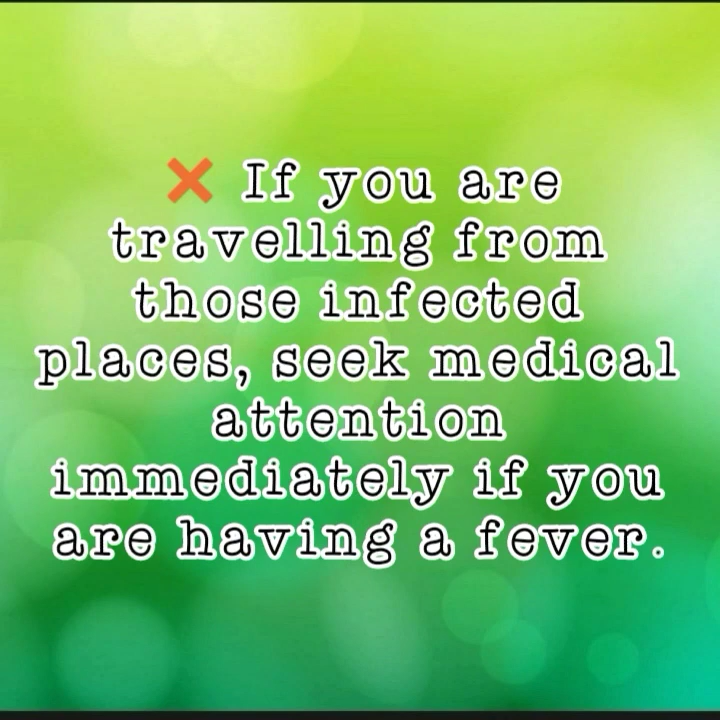 ❌ If you are
travelling from
those infected
places, seek medical
attention
immediately if you
are having a fever.